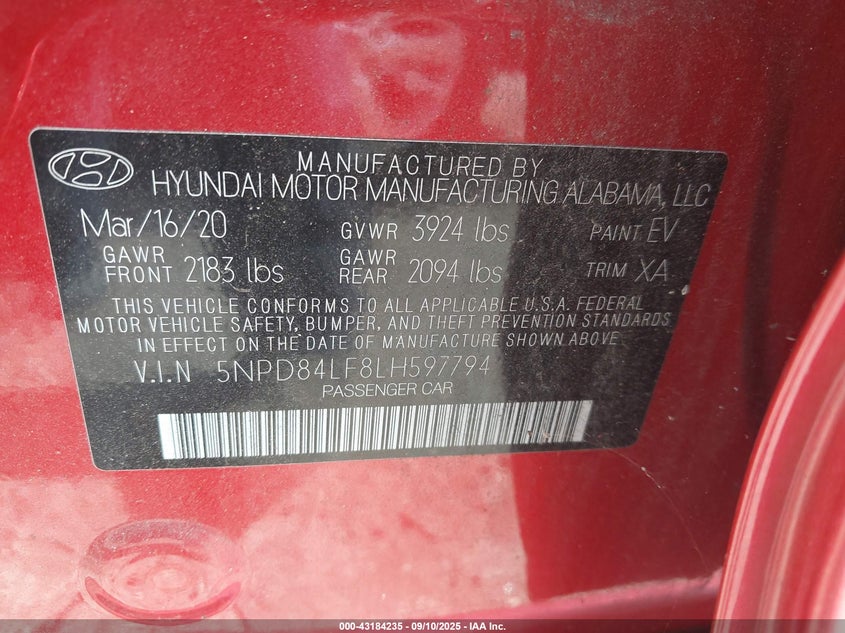 MANUFACTURED BY
HYUNDAI MOTOR MANUFACTURING ALABAMA, LLC
Mar/16/20 GVWR 3924 lbs PAINT EV
GAWR FRONT 2183 lbs GAWR REAR 2094 lbs TRIM XA
THIS VEHICLE CONFORMS TO ALL APPLICABLE U.S.A. FEDERAL
MOTOR VEHICLE SAFETY, BUMPER, AND THEFT PREVENTION STANDARDS
IN EFFECT ON THE DATE OF MANUFACTURE SHOWN ABOVE.
V.I.N 5NPD84LF8LH597794
PASSENGER CAR
000-43184235 - 09/10/2025 - IAA Inc.